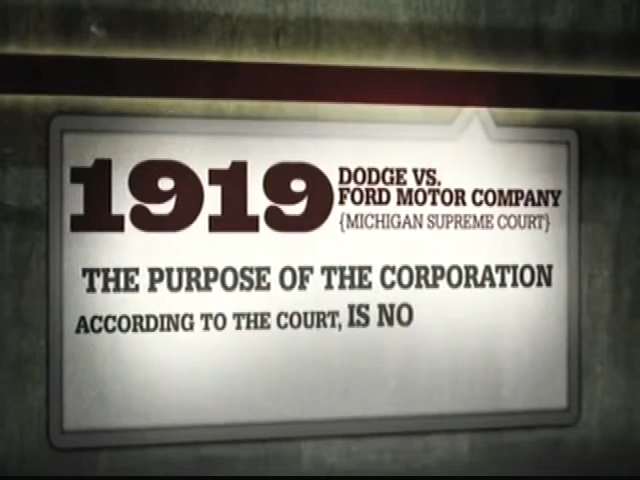 1919
DODGE VS.
FORD MOTOR COMPANY
{MICHIGAN SUPREME COURT}
THE PURPOSE OF THE CORPORATION
ACCORDING TO THE COURT, IS NO